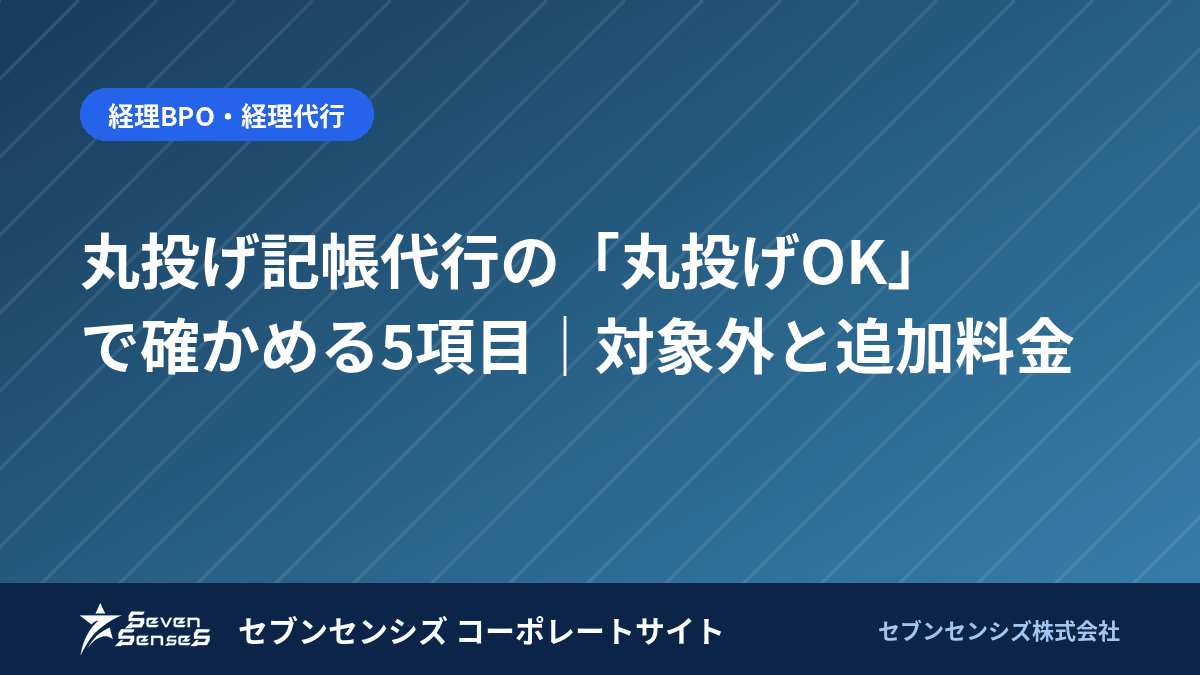 経理BPO・経理代行
丸投げ記帳代行の「丸投げOK」
で確かめる5項目｜対象外と追加料金
Seven
SenseS
セブンセンシズ コーポレートサイト
セブンセンシズ株式会社